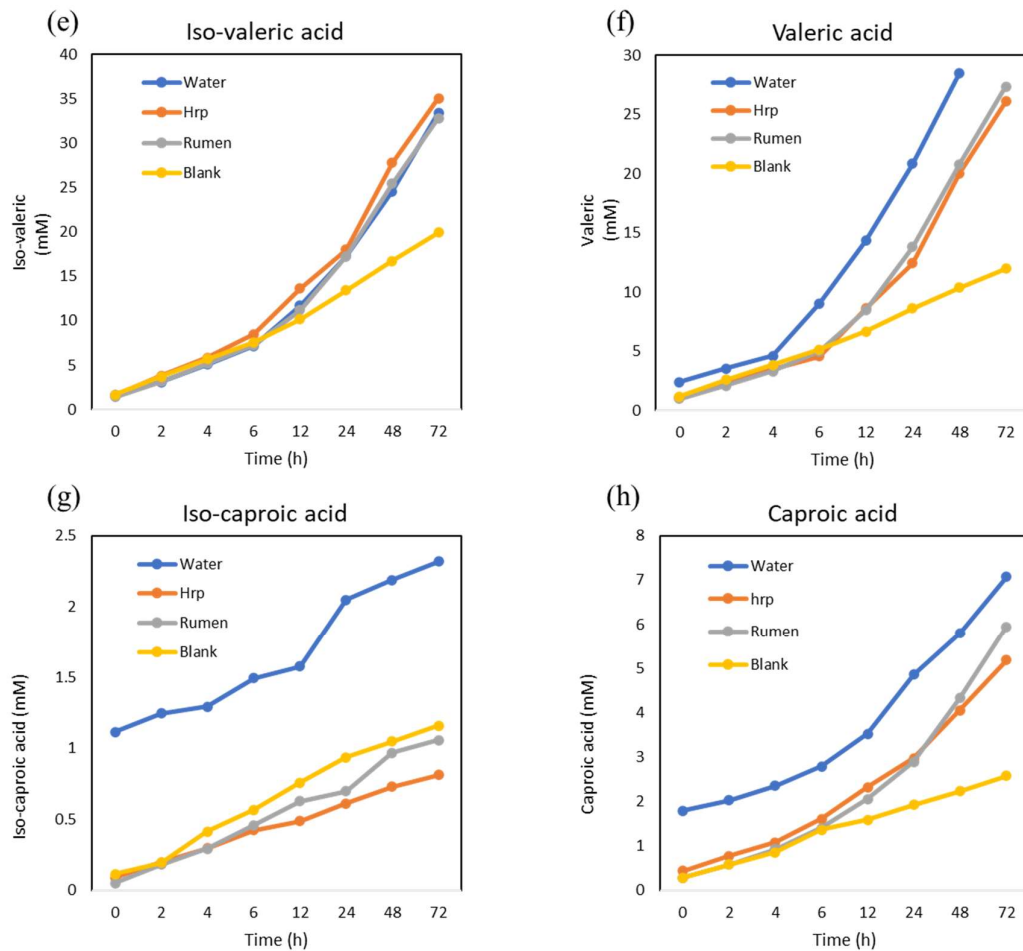 (e)
Iso-valeric acid
40
35
30
25
20
15
10
5
0
Iso-valeric
(mM)
Water
Hrp
Rumen
Blank
0 2 4 6 12 24 48 72
Time (h)
(f)
Valeric acid
30
25
20
15
10
5
0
Valeric
(mM)
Water
Hrp
Rumen
Blank
0 2 4 6 12 24 48 72
Time (h)
(g)
Iso-caproic acid
2.5
2
1.5
1
0.5
0
Iso-caproic acid (mM)
Water
Hrp
Rumen
Blank
0 2 4 6 12 24 48 72
Time (h)
(h)
Caproic acid
8
7
6
5
4
3
2
1
0
Caproic acid (mM)
Water
hrp
Rumen
Blank
0 2 4 6 12 24 48 72
Time (h)